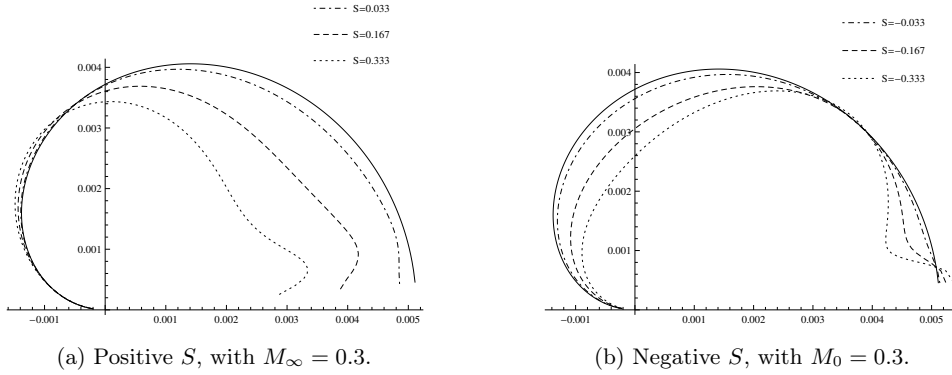 S=0.033
S=0.167
S=0.333
0.004
0.003
0.002
0.001
−0.001 0.001 0.002 0.003 0.004 0.005
(a) Positive S, with M∞ = 0.3.
S=−0.033
S=−0.167
S=−0.333
0.004
0.003
0.002
0.001
−0.001 0.001 0.002 0.003 0.004 0.005
(b) Negative S, with M₀ = 0.3.